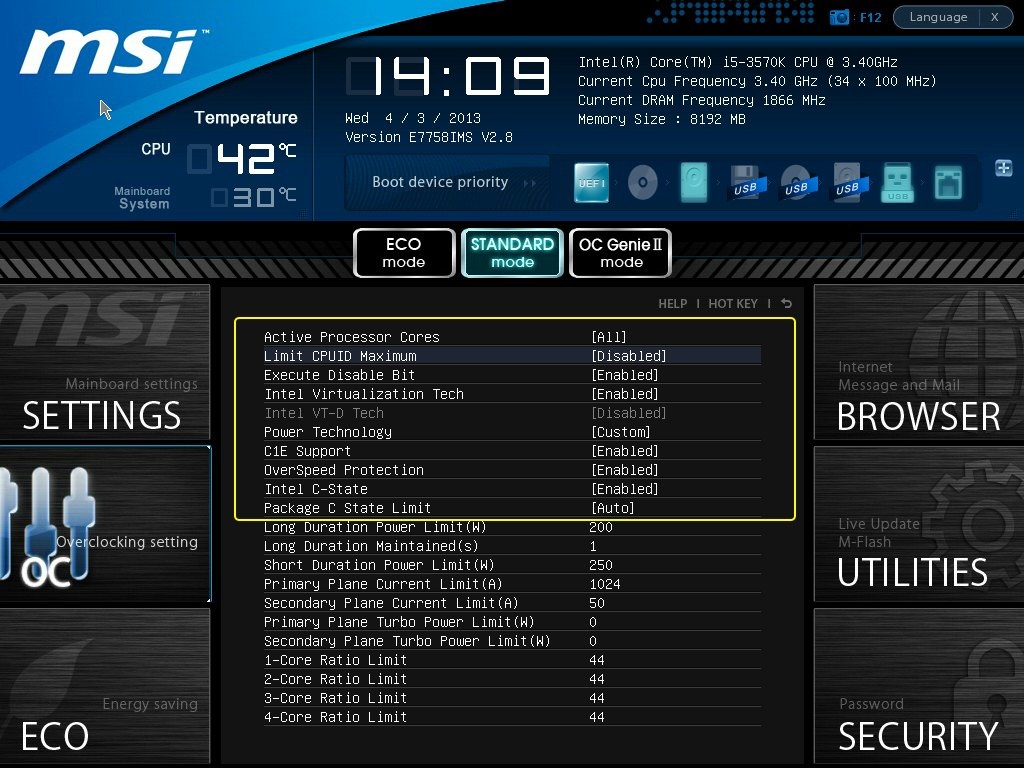 msi™
F12
Language | X
Temperature
CPU 42°C
Mainboard
System 30°C
14:09
Wed 4 / 3 / 2013
Version E7758IMS V2.8
Intel(R) Core(TM) i5-3570K CPU @ 3.40GHz
Current Cpu Frequency 3.40 GHz (34 x 100 MHz)
Current DRAM Frequency 1866 MHz
Memory Size : 8192 MB
Boot device priority
UEFI
USB
USB
USB
USB
ECO
mode
STANDARD
mode
OC Genie II
mode
HELP | HOT KEY |
msi
Mainboard settings
SETTINGS
Overclocking setting
OC
Energy saving
ECO
Active Processor Cores [All]
Limit CPUID Maximum [Disabled]
Execute Disable Bit [Enabled]
Intel Virtualization Tech [Enabled]
Intel VT-D Tech [Disabled]
Power Technology [Custom]
C1E Support [Enabled]
OverSpeed Protection [Enabled]
Intel C-State [Enabled]
Package C State Limit [Auto]
Long Duration Power Limit(W) 200
Long Duration Maintained(s) 1
Short Duration Power Limit(W) 250
Primary Plane Current Limit(A) 1024
Secondary Plane Current Limit(A) 50
Primary Plane Turbo Power Limit(W) 0
Secondary Plane Turbo Power Limit(W) 0
1-Core Ratio Limit 44
2-Core Ratio Limit 44
3-Core Ratio Limit 44
4-Core Ratio Limit 44
Internet
Message and Mail
BROWSER
Live Update
M-Flash
UTILITIES
Password
SECURITY